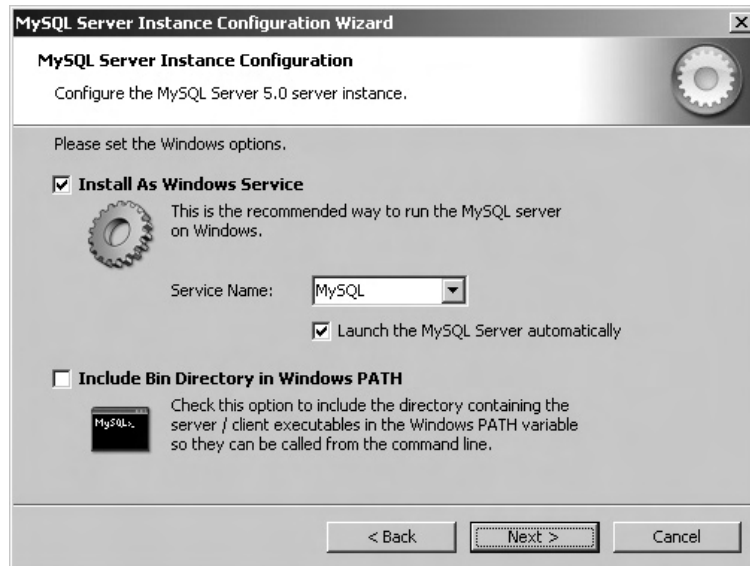 MySQL Server Instance Configuration Wizard
MySQL Server Instance Configuration
Configure the MySQL Server 5.0 server instance.
Please set the Windows options.
Install As Windows Service
This is the recommended way to run the MySQL server
on Windows.
Service Name:
MySQL
Launch the MySQL Server automatically
Include Bin Directory in Windows PATH
MySQL>_
Check this option to include the directory containing the
server / client executables in the Windows PATH variable
so they can be called from the command line.
< Back
Next >
Cancel